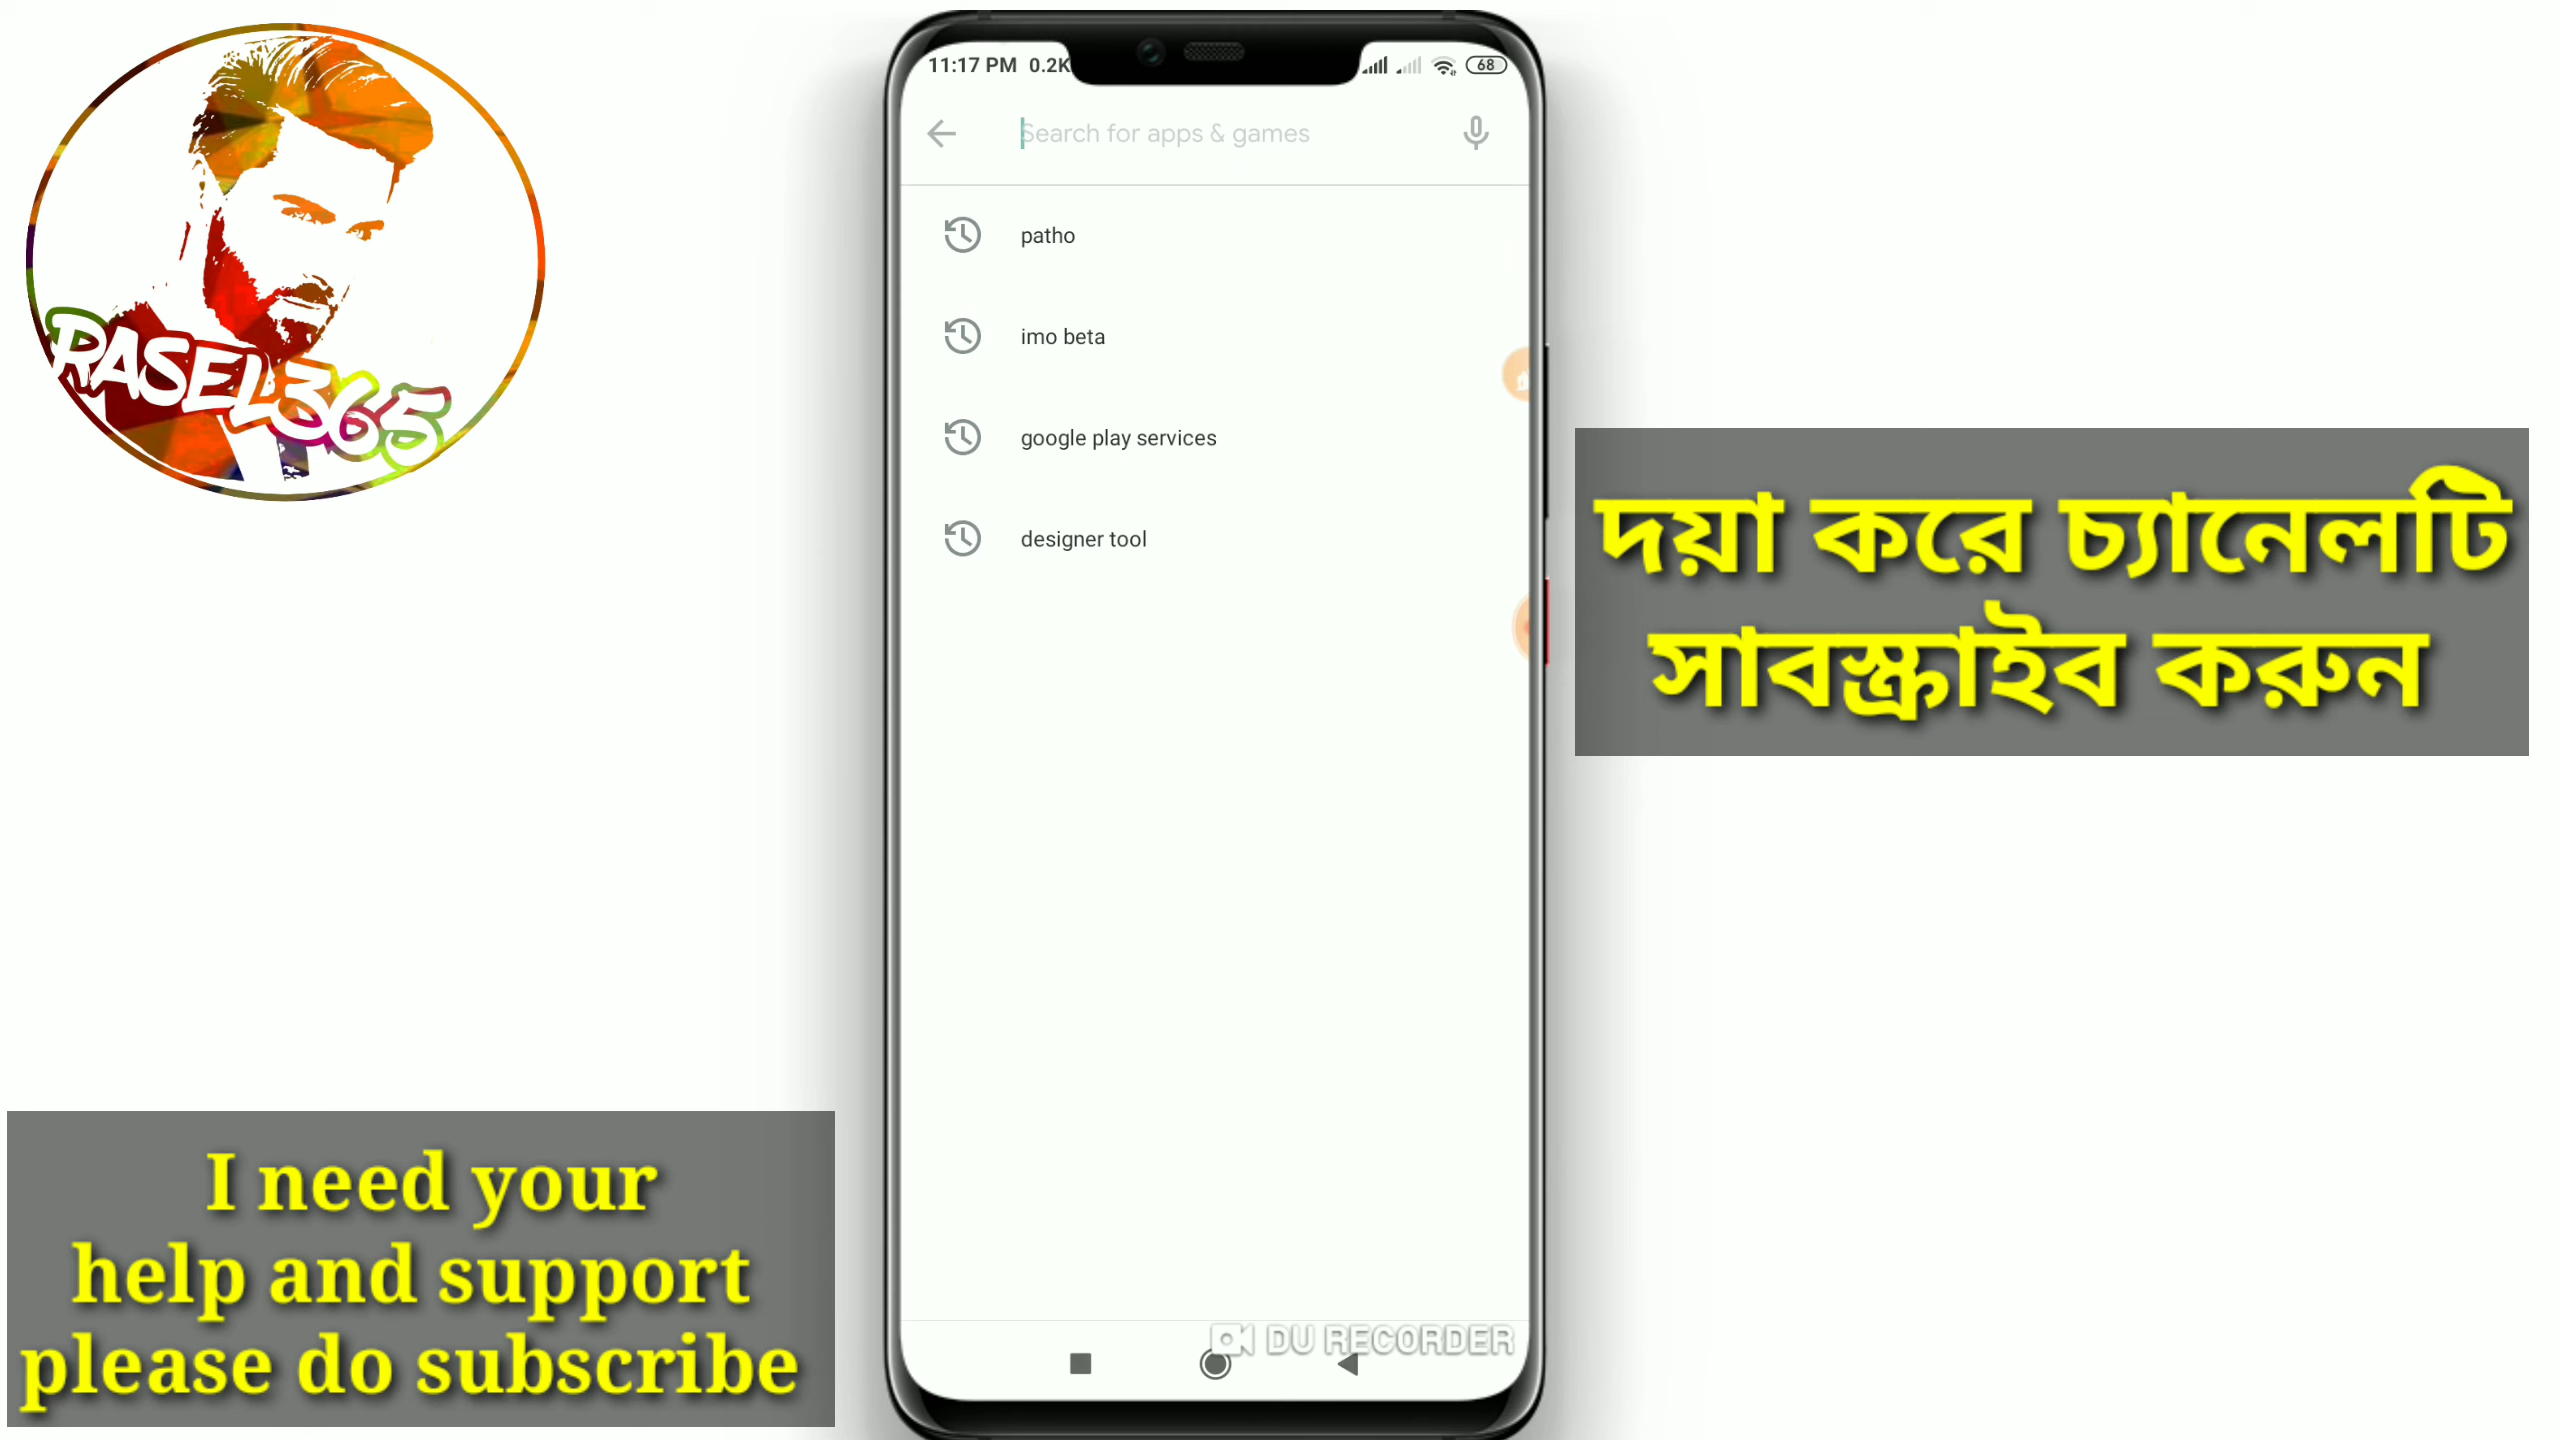 RASEL365
11:17 PM 0.2K
68
Search for apps & games
patho
imo beta
google play services
designer tool
দয়া করে চ্যানেলটি
সাবস্ক্রাইব করুন
I need your
help and support
please do subscribe
DU RECORDER